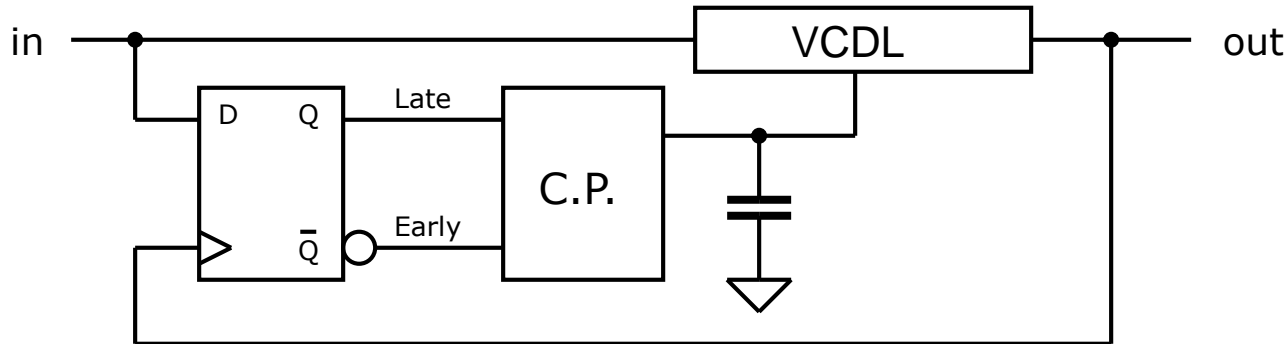 in
VCDL
out
D
Q
Late
C.P.
Q̅
Early